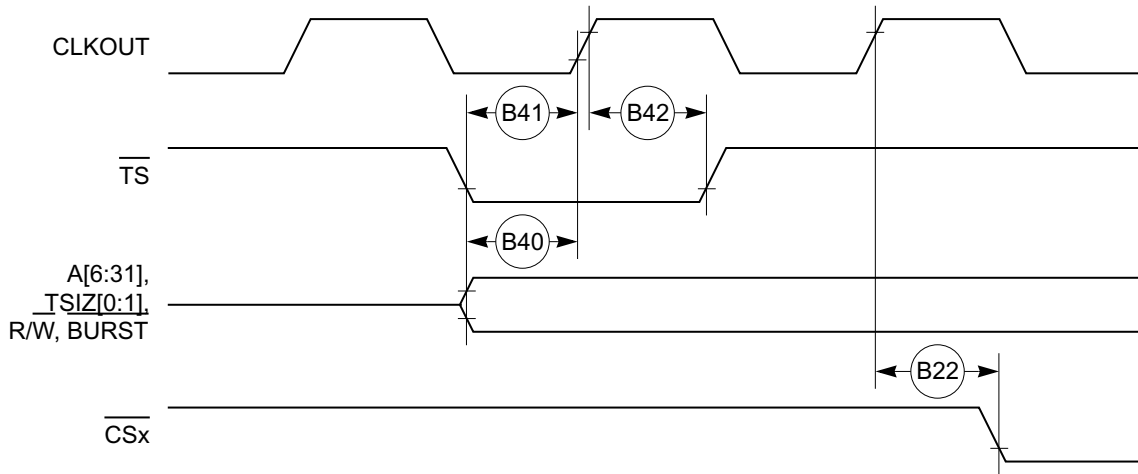 CLKOUT
B41
B42
TS
B40
A[6:31],
TSIZ[0:1],
R/W, BURST
B22
CSx